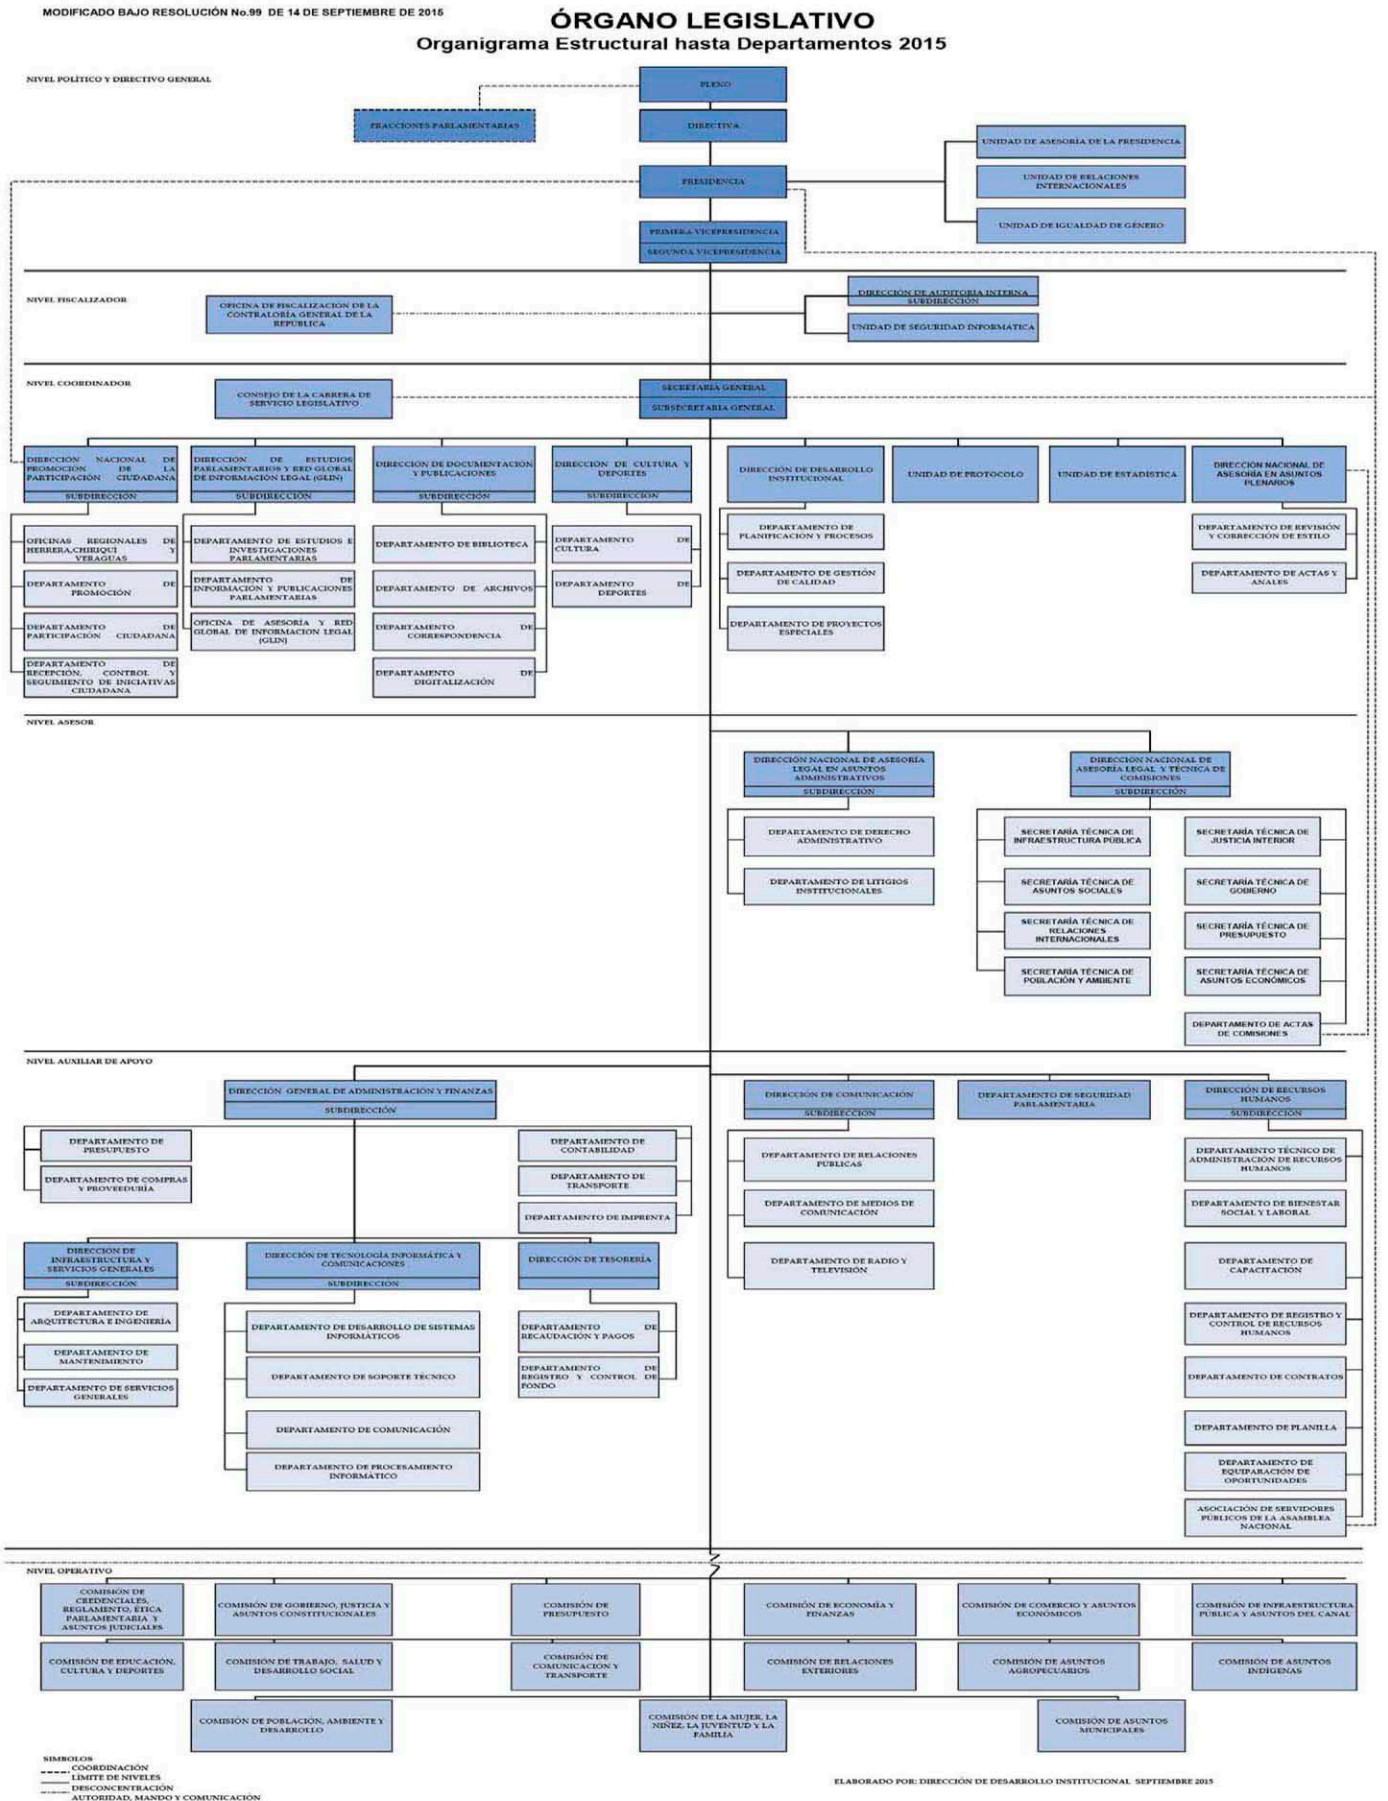 MODIFICADO BAJO RESOLUCIÓN No.99 DE 14 DE SEPTIEMBRE DE 2015
ÓRGANO LEGISLATIVO
Organigrama Estructural hasta Departamentos 2015
NIVEL POLÍTICO Y DIRECTIVO GENERAL
PLENO
FRACCIONES PARLAMENTARIAS
DIRECTIVA
UNIDAD DE ASESORÍA DE LA PRESIDENCIA
PRESIDENCIA
UNIDAD DE RELACIONES
INTERNACIONALES
UNIDAD DE IGUALDAD DE GÉNERO
PRIMERA VICEPRESIDENCIA
SEGUNDA VICEPRESIDENCIA
NIVEL FISCALIZADOR
OFICINA DE FISCALIZACIÓN DE LA
CONTRALORÍA GENERAL DE LA
REPÚBLICA
DIRECCIÓN DE AUDITORÍA INTERNA
SUBDIRECCIÓN
UNIDAD DE SEGURIDAD INFORMÁTICA
NIVEL COORDINADOR
CONSEJO DE LA CARRERA DE
SERVICIO LEGISLATIVO
SECRETARÍA GENERAL
SUBSECRETARIA GENERAL
DIRECCIÓN NACIONAL DE
PROMOCIÓN DE LA
PARTICIPACIÓN CIUDADANA
SUBDIRECCIÓN
DIRECCIÓN DE ESTUDIOS
PARLAMENTARIOS Y RED GLOBAL
DE INFORMACIÓN LEGAL (GLIN)
SUBDIRECCIÓN
DIRECCIÓN DE DOCUMENTACIÓN
Y PUBLICACIONES
SUBDIRECCIÓN
DIRECCIÓN DE CULTURA Y
DEPORTES
SUBDIRECCIÓN
DIRECCIÓN DE DESARROLLO
INSTITUCIONAL
UNIDAD DE PROTOCOLO
UNIDAD DE ESTADÍSTICA
DIRECCIÓN NACIONAL DE
ASESORÍA EN ASUNTOS
PLENARIOS
OFICINAS REGIONALES DE
HERRERA,CHIRIQUÍ Y
VERAGUAS
DEPARTAMENTO DE
PROMOCIÓN
DEPARTAMENTO DE
PARTICIPACIÓN CIUDADANA
DEPARTAMENTO DE
RECEPCIÓN, CONTROL Y
SEGUIMIENTO DE INICIATIVAS
CIUDADANA
DEPARTAMENTO DE ESTUDIOS E
INVESTIGACIONES
PARLAMENTARIAS
DEPARTAMENTO DE
INFORMACIÓN Y PUBLICACIONES
PARLAMENTARIAS
OFICINA DE ASESORÍA Y RED
GLOBAL DE INFORMACION LEGAL
(GLIN)
DEPARTAMENTO DE BIBLIOTECA
DEPARTAMENTO DE ARCHIVOS
DEPARTAMENTO DE
CORRESPONDENCIA
DEPARTAMENTO DE
DIGITALIZACIÓN
DEPARTAMENTO DE
CULTURA
DEPARTAMENTO DE
DEPORTES
DEPARTAMENTO DE
PLANIFICACIÓN Y PROCESOS
DEPARTAMENTO DE GESTIÓN
DE CALIDAD
DEPARTAMENTO DE PROYECTOS
ESPECIALES
DEPARTAMENTO DE REVISIÓN
Y CORRECCIÓN DE ESTILO
DEPARTAMENTO DE ACTAS Y
ANALES
NIVEL ASESOR
DIRECCIÓN NACIONAL DE ASESORÍA
LEGAL EN ASUNTOS
ADMINISTRATIVOS
SUBDIRECCIÓN
DIRECCIÓN NACIONAL DE
ASESORÍA LEGAL Y TÉCNICA DE
COMISIONES
SUBDIRECCIÓN
DEPARTAMENTO DE DERECHO
ADMINISTRATIVO
DEPARTAMENTO DE LITIGIOS
INSTITUCIONALES
SECRETARÍA TÉCNICA DE
INFRAESTRUCTURA PÚBLICA
SECRETARÍA TÉCNICA DE
ASUNTOS SOCIALES
SECRETARÍA TÉCNICA DE
RELACIONES
INTERNACIONALES
SECRETARÍA TÉCNICA DE
POBLACIÓN Y AMBIENTE
SECRETARÍA TÉCNICA DE
JUSTICIA INTERIOR
SECRETARÍA TÉCNICA DE
GOBIERNO
SECRETARÍA TÉCNICA DE
PRESUPUESTO
SECRETARÍA TÉCNICA DE
ASUNTOS ECONÓMICOS
DEPARTAMENTO DE ACTAS
DE COMISIONES
NIVEL AUXILIAR DE APOYO
DIRECCIÓN GENERAL DE ADMINISTRACIÓN Y FINANZAS
SUBDIRECCIÓN
DIRECCIÓN DE COMUNICACIÓN
SUBDIRECCION
DEPARTAMENTO DE SEGURIDAD
PARLAMENTARIA
DIRECCIÓN DE RECURSOS
HUMANOS
SUBDIRECCIÓN
DEPARTAMENTO DE
PRESUPUESTO
DEPARTAMENTO DE COMPRAS
Y PROVEEDURÍA
DEPARTAMENTO DE
CONTABILIDAD
DEPARTAMENTO DE
TRANSPORTE
DEPARTAMENTO DE IMPRENTA
DIRECCIÓN DE
INFRAESTRUCTURA Y
SERVICIOS GENERALES
SUBDIRECCIÓN
DIRECCIÓN DE TECNOLOGÍA INFORMÁTICA Y
COMUNICACIONES
SUBDIRECCIÓN
DIRECCIÓN DE TESORERÍA
DEPARTAMENTO DE
ARQUITECTURA E INGENIERÍA
DEPARTAMENTO DE
MANTENIMIENTO
DEPARTAMENTO DE SERVICIOS
GENERALES
DEPARTAMENTO DE DESARROLLO DE SISTEMAS
INFORMÁTICOS
DEPARTAMENTO DE SOPORTE TÉCNICO
DEPARTAMENTO DE COMUNICACIÓN
DEPARTAMENTO DE PROCESAMIENTO
INFORMÁTICO
DEPARTAMENTO DE
RECAUDACIÓN Y PAGOS
DEPARTAMENTO DE
REGISTRO Y CONTROL DE
FONDO
DEPARTAMENTO DE RELACIONES
PUBLICAS
DEPARTAMENTO DE MEDIOS DE
COMUNICACIÓN
DEPARTAMENTO DE RADIO Y
TELEVISIÓN
DEPARTAMENTO TÉCNICO DE
ADMINISTRACIÓN DE RECURSOS
HUMANOS
DEPARTAMENTO DE BIENESTAR
SOCIAL Y LABORAL
DEPARTAMENTO DE
CAPACITACIÓN
DEPARTAMENTO DE REGISTRO Y
CONTROL DE RECURSOS
HUMANOS
DEPARTAMENTO DE CONTRATOS
DEPARTAMENTO DE PLANILLA
DEPARTAMENTO DE
EQUIPARACIÓN DE
OPORTUNIDADES
ASOCIACIÓN DE SERVIDORES
PÚBLICOS DE LA ASAMBLEA
NACIONAL
NIVEL OPERATIVO
COMISIÓN DE
CREDENCIALES,
REGLAMENTO, ÉTICA
PARLAMENTARIA Y
ASUNTOS JUDICIALES
COMISIÓN DE GOBIERNO, JUSTICIA Y
ASUNTOS CONSTITUCIONALES
COMISIÓN DE
PRESUPUESTO
COMISIÓN DE ECONOMÍA Y
FINANZAS
COMISIÓN DE COMERCIO Y ASUNTOS
ECONÓMICOS
COMISIÓN DE INFRAESTRUCTURA
PÚBLICA Y ASUNTOS DEL CANAL
COMISIÓN DE EDUCACIÓN,
CULTURA Y DEPORTES
COMISIÓN DE TRABAJO, SALUD Y
DESARROLLO SOCIAL
COMISIÓN DE
COMUNICACIÓN Y
TRANSPORTE
COMISIÓN DE RELACIONES
EXTERIORES
COMISIÓN DE ASUNTOS
AGROPECUARIOS
COMISIÓN DE ASUNTOS
INDÍGENAS
COMISIÓN DE POBLACIÓN, AMBIENTE Y
DESARROLLO
COMISIÓN DE LA MUJER, LA
NIÑEZ, LA JUVENTUD Y LA
FAMILIA
COMISIÓN DE ASUNTOS
MUNICIPALES
SIMBOLOS
COORDINACIÓN
LÍMITE DE NIVELES
DESCONCENTRACIÓN
AUTORIDAD, MANDO Y COMUNICACIÓN
ELABORADO POR: DIRECCIÓN DE DESARROLLO INSTITUCIONAL SEPTIEMBRE 2015